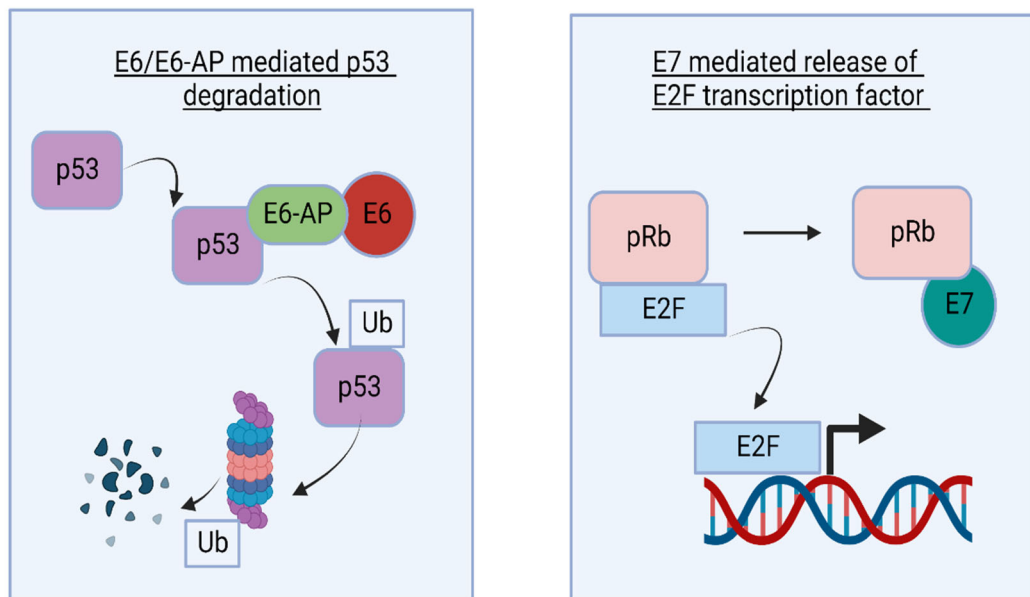 E6/E6-AP mediated p53
degradation
p53
p53
E6-AP
E6
Ub
p53
Ub
E7 mediated release of
E2F transcription factor
pRb
E2F
pRb
E7
E2F